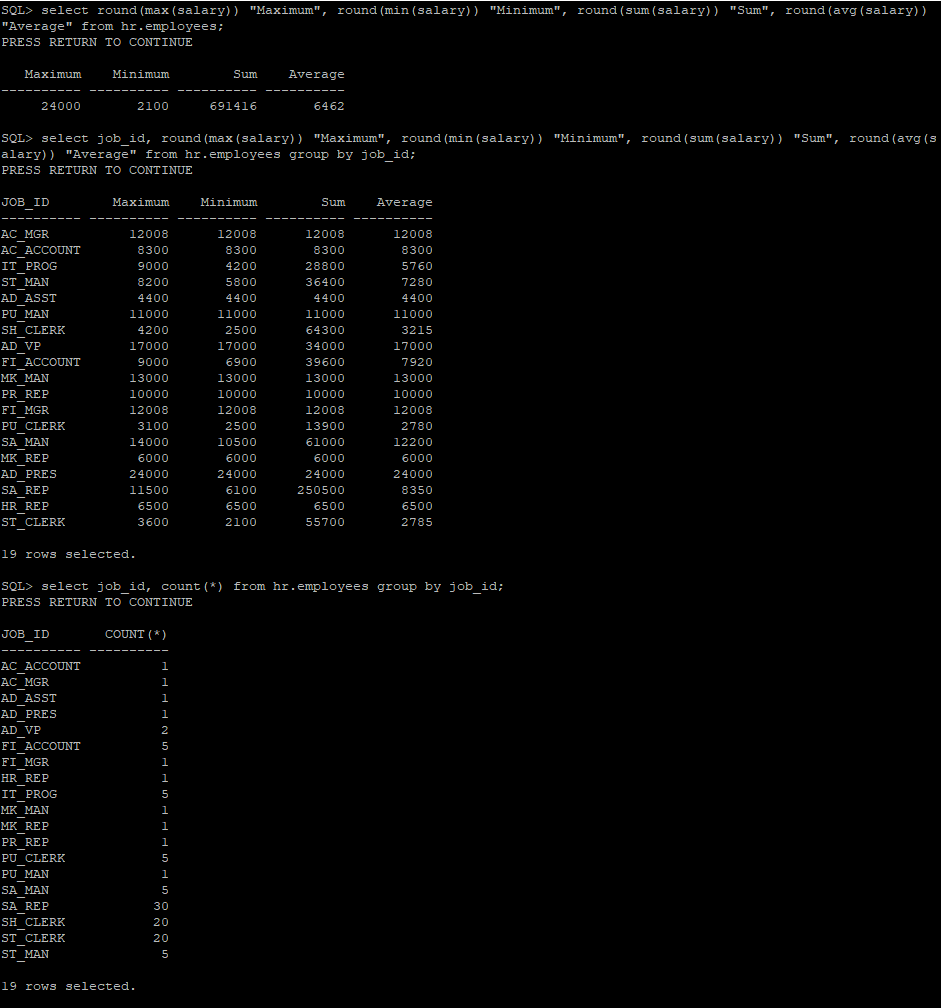 SQL> select round(max(salary)) "Maximum", round(min(salary)) "Minimum", round(sum(salary)) "Sum", round(avg(salary))
"Average" from hr.employees;
PRESS RETURN TO CONTINUE

   Maximum    Minimum        Sum    Average
---------- ---------- ---------- ----------
     24000       2100     691416       6462

SQL> select job_id, round(max(salary)) "Maximum", round(min(salary)) "Minimum", round(sum(salary)) "Sum", round(avg(s
alary)) "Average" from hr.employees group by job_id;
PRESS RETURN TO CONTINUE

JOB_ID        Maximum    Minimum        Sum    Average
---------- ---------- ---------- ---------- ----------
AC_MGR          12008      12008      12008      12008
AC_ACCOUNT       8300       8300       8300       8300
IT_PROG          9000       4200      28800       5760
ST_MAN           8200       5800      36400       7280
AD_ASST          4400       4400       4400       4400
PU_MAN          11000      11000      11000      11000
SH_CLERK         4200       2500      64300       3215
AD_VP           17000      17000      34000      17000
FI_ACCOUNT       9000       6900      39600       7920
MK_MAN          13000      13000      13000      13000
PR_REP          10000      10000      10000      10000
FI_MGR          12008      12008      12008      12008
PU_CLERK         3100       2500      13900       2780
SA_MAN          14000      10500      61000      12200
MK_REP           6000       6000       6000       6000
AD_PRES         24000      24000      24000      24000
SA_REP          11500       6100     250500       8350
HR_REP           6500       6500       6500       6500
ST_CLERK         3600       2100      55700       2785

19 rows selected.

SQL> select job_id, count(*) from hr.employees group by job_id;
PRESS RETURN TO CONTINUE

JOB_ID       COUNT(*)
---------- ----------
AC_ACCOUNT          1
AC_MGR              1
AD_ASST             1
AD_PRES             1
AD_VP               2
FI_ACCOUNT          5
FI_MGR              1
HR_REP              1
IT_PROG             5
MK_MAN              1
MK_REP              1
PR_REP              1
PU_CLERK            5
PU_MAN              1
SA_MAN              5
SA_REP             30
SH_CLERK           20
ST_CLERK           20
ST_MAN              5

19 rows selected.